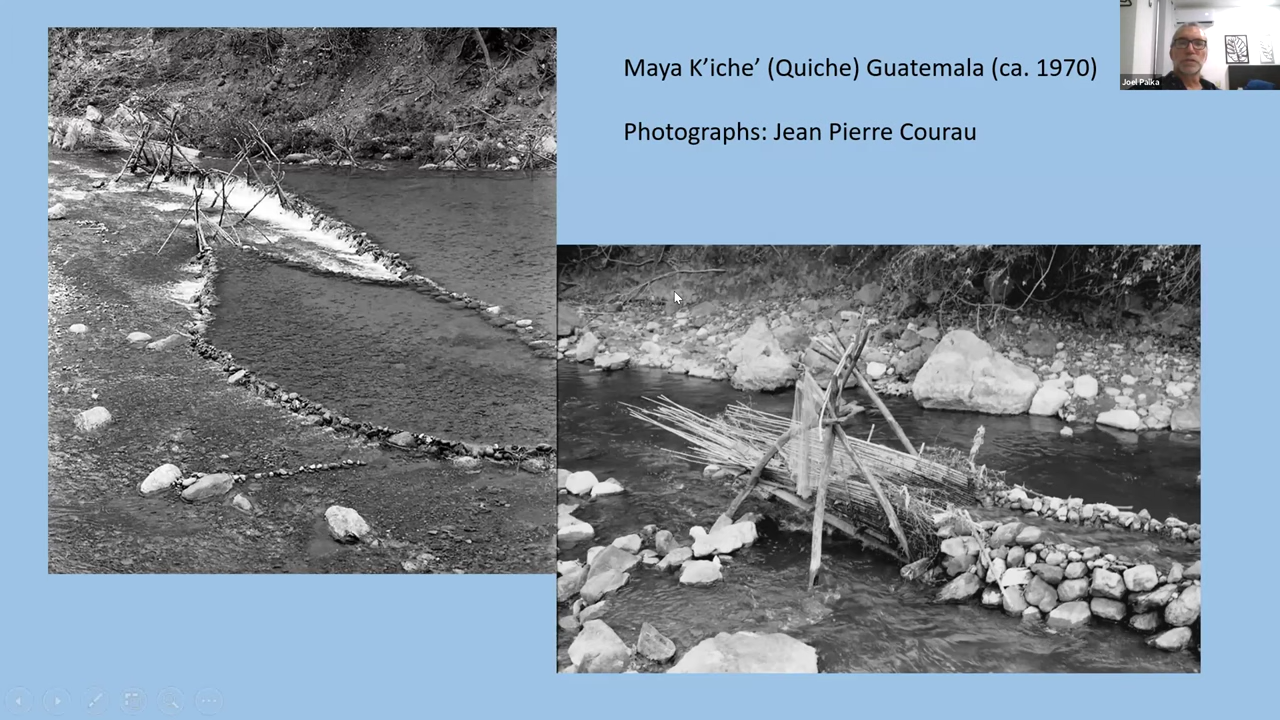 Maya K’iche’ (Quiche) Guatemala (ca. 1970)
Photographs: Jean Pierre Courau
Joel Palka